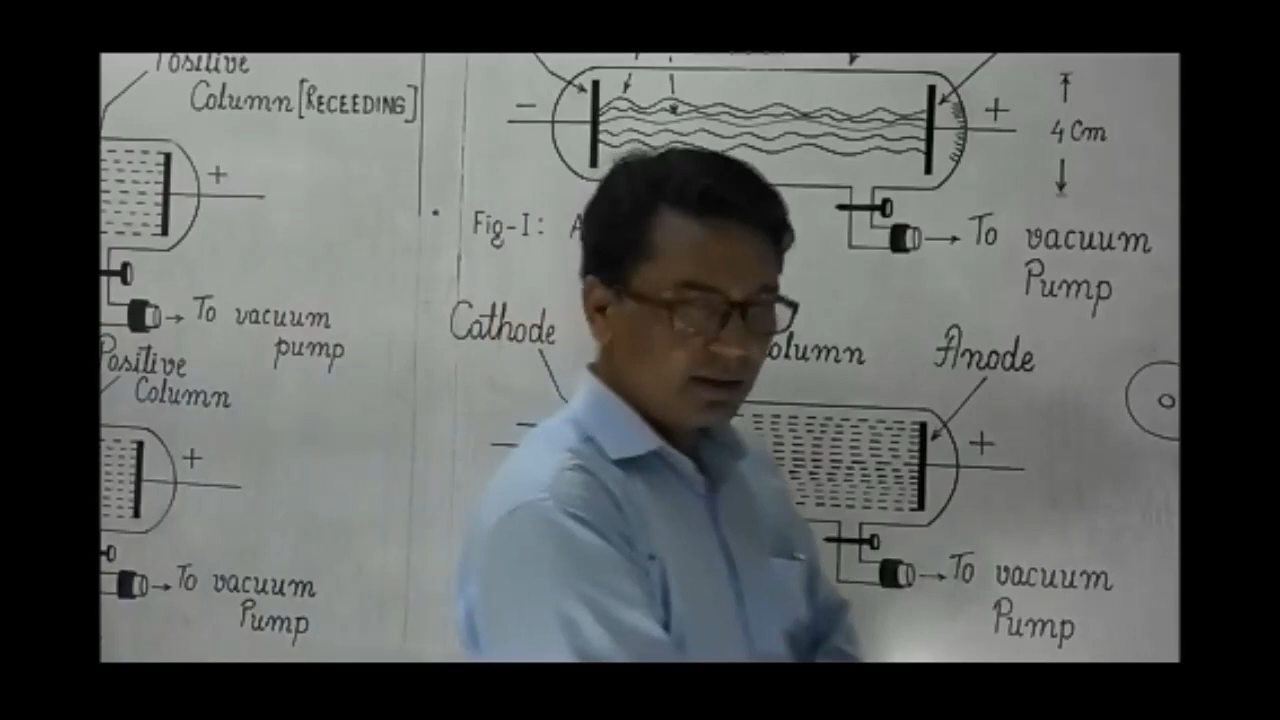 Positive
Column [RECEEDING]
+
To vacuum
pump
Positive
Column
+
To vacuum
Pump
−
+
4 Cm
Fig-I:
To vacuum
Pump
Cathode
Anode
+
To vacuum
Pump